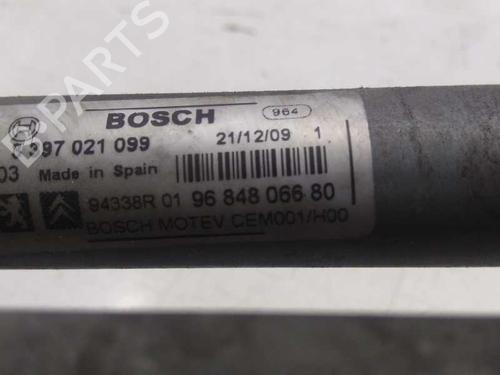 BOSCH 964
397 021 099 21/12/09 1
03 Made in Spain
94338R 01 96 848 066 80
BOSCH MOTEV CEM001/H00
PARTS